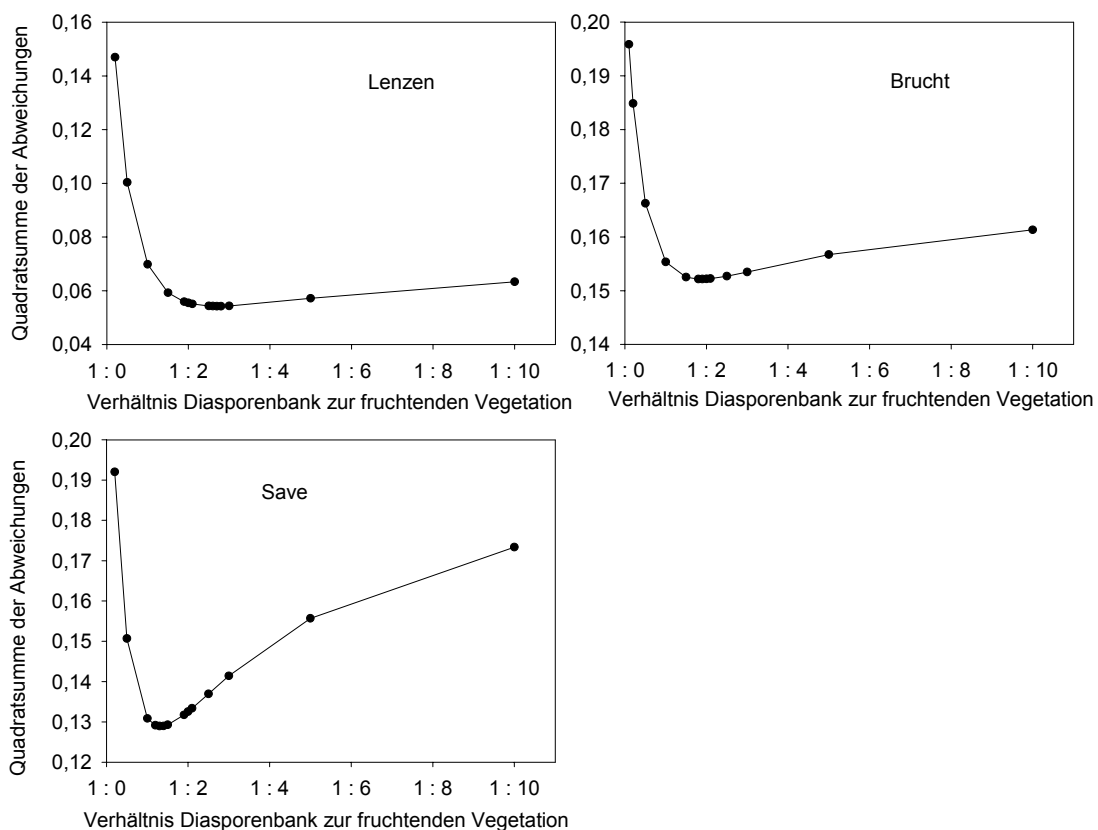 Quadratsumme der Abweichungen
0,16
0,14
0,12
0,10
0,08
0,06
0,04
Lenzen
1 : 0 1 : 2 1 : 4 1 : 6 1 : 8 1 : 10
Verhältnis Diasporenbank zur fruchtenden Vegetation
0,20
0,19
0,18
0,17
0,16
0,15
0,14
Brucht
1 : 0 1 : 2 1 : 4 1 : 6 1 : 8 1 : 10
Verhältnis Diasporenbank zur fruchtenden Vegetation
Quadratsumme der Abweichungen
0,20
0,19
0,18
0,17
0,16
0,15
0,14
0,13
0,12
Save
1 : 0 1 : 2 1 : 4 1 : 6 1 : 8 1 : 10
Verhältnis Diasporenbank zur fruchtenden Vegetation